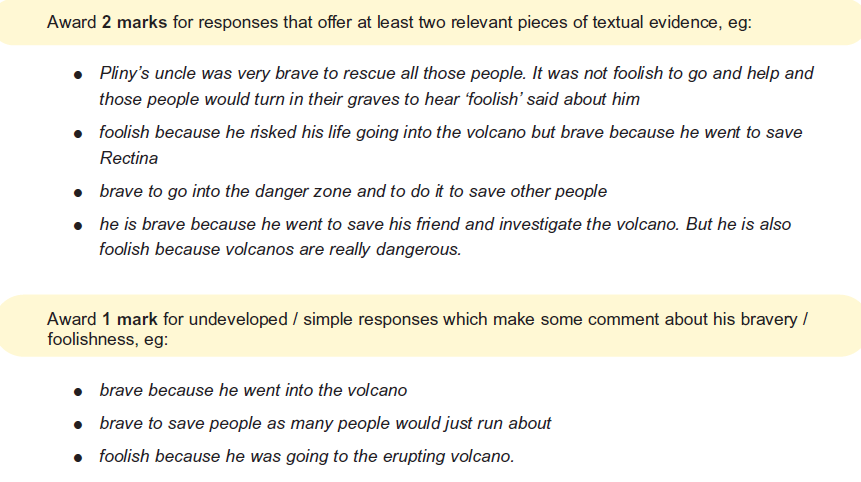 Award 2 marks for responses that offer at least two relevant pieces of textual evidence, eg:
● Pliny's uncle was very brave to rescue all those people. It was not foolish to go and help and
those people would turn in their graves to hear ‘foolish’ said about him
● foolish because he risked his life going into the volcano but brave because he went to save
Rectina
● brave to go into the danger zone and to do it to save other people
● he is brave because he went to save his friend and investigate the volcano. But he is also
foolish because volcanos are really dangerous.
Award 1 mark for undeveloped / simple responses which make some comment about his bravery /
foolishness, eg:
● brave because he went into the volcano
● brave to save people as many people would just run about
● foolish because he was going to the erupting volcano.